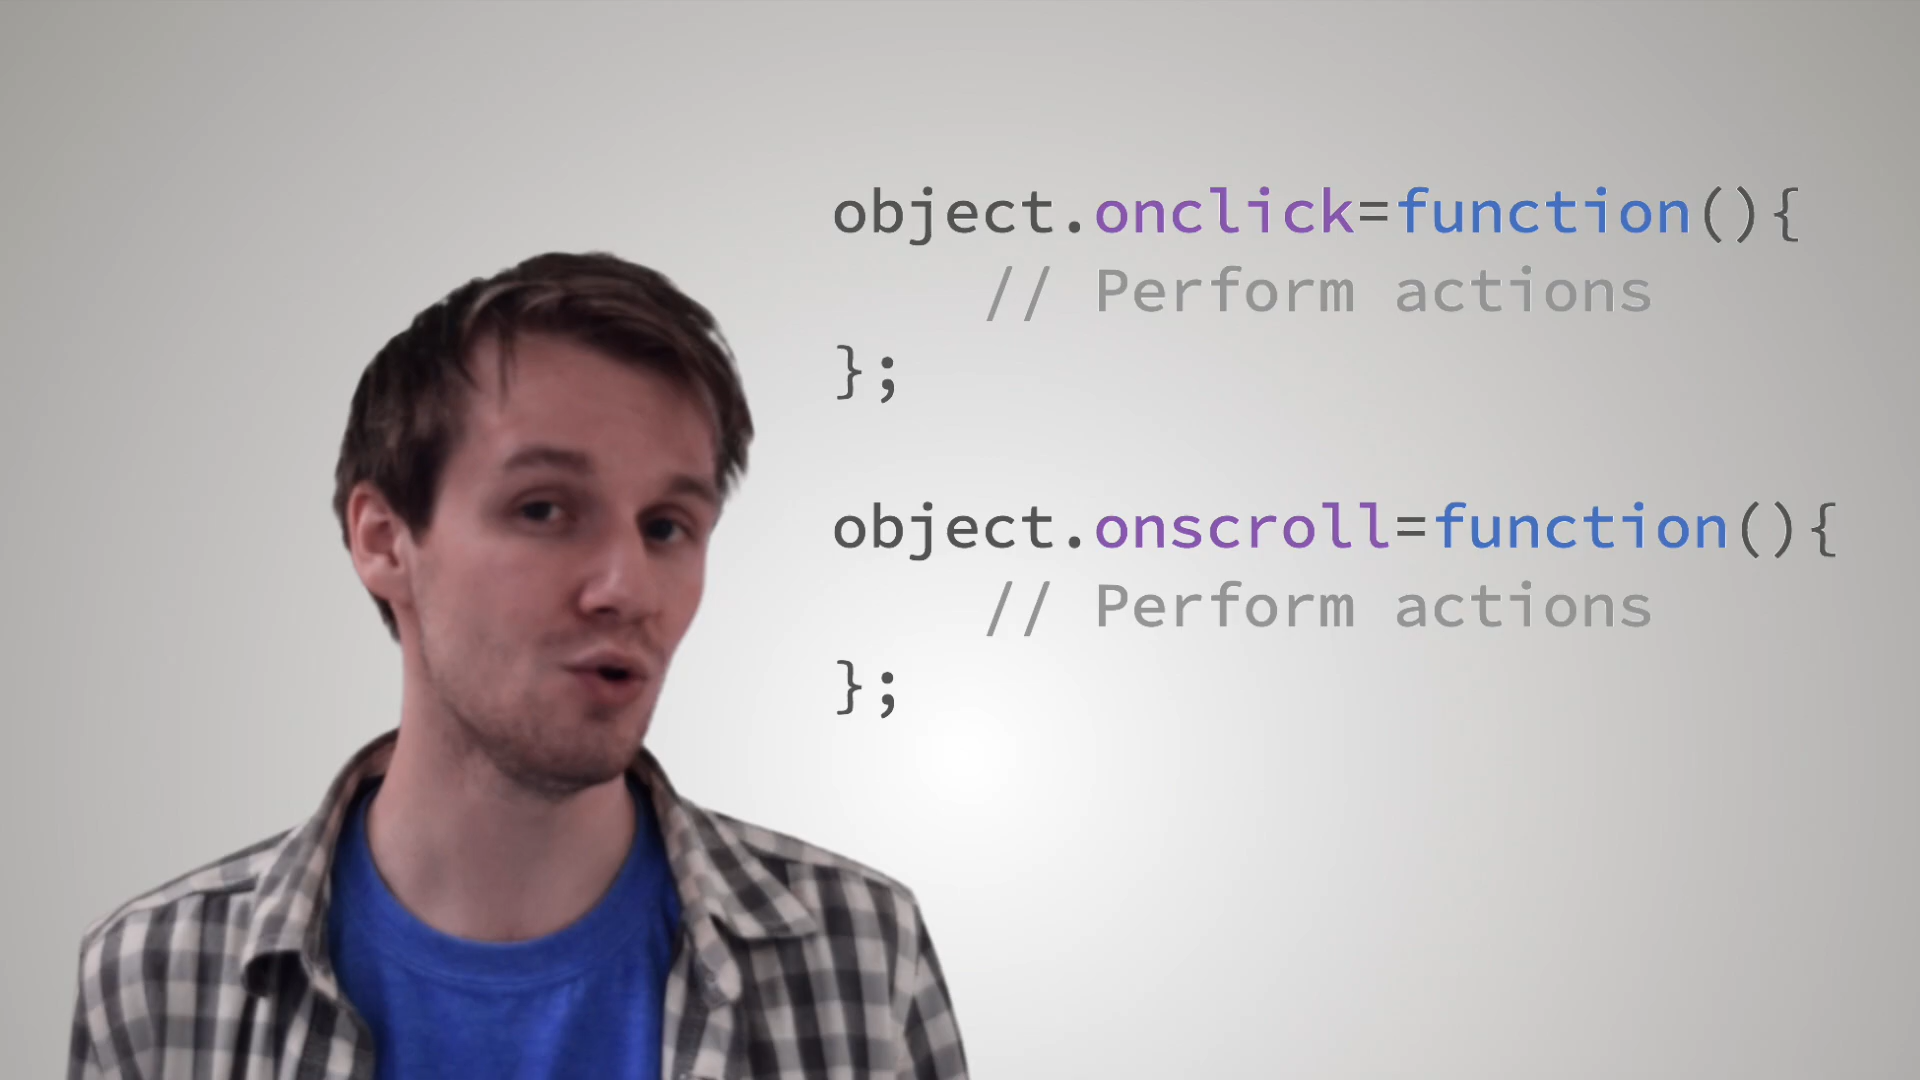 object.onclick=function(){
    // Perform actions
};
object.onscroll=function(){
    // Perform actions
};